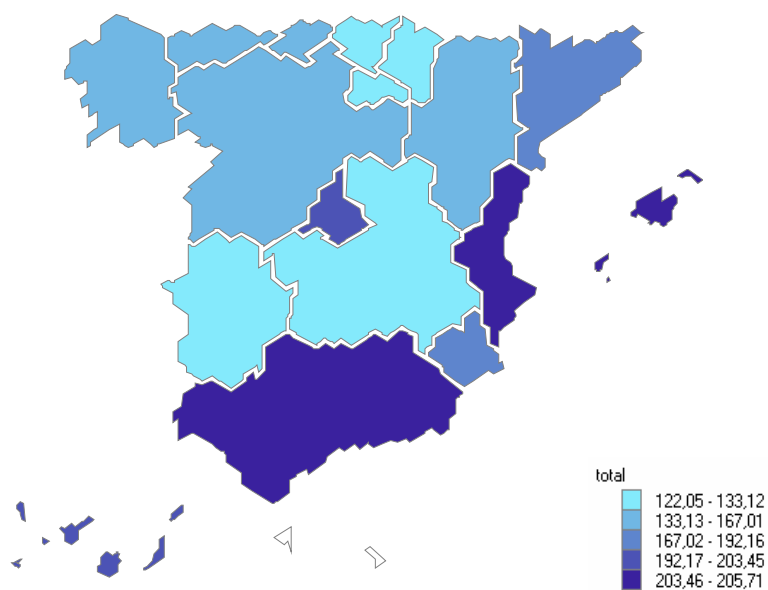 total
122,05 - 133,12
133,13 - 167,01
167,02 - 192,16
192,17 - 203,45
203,46 - 205,71